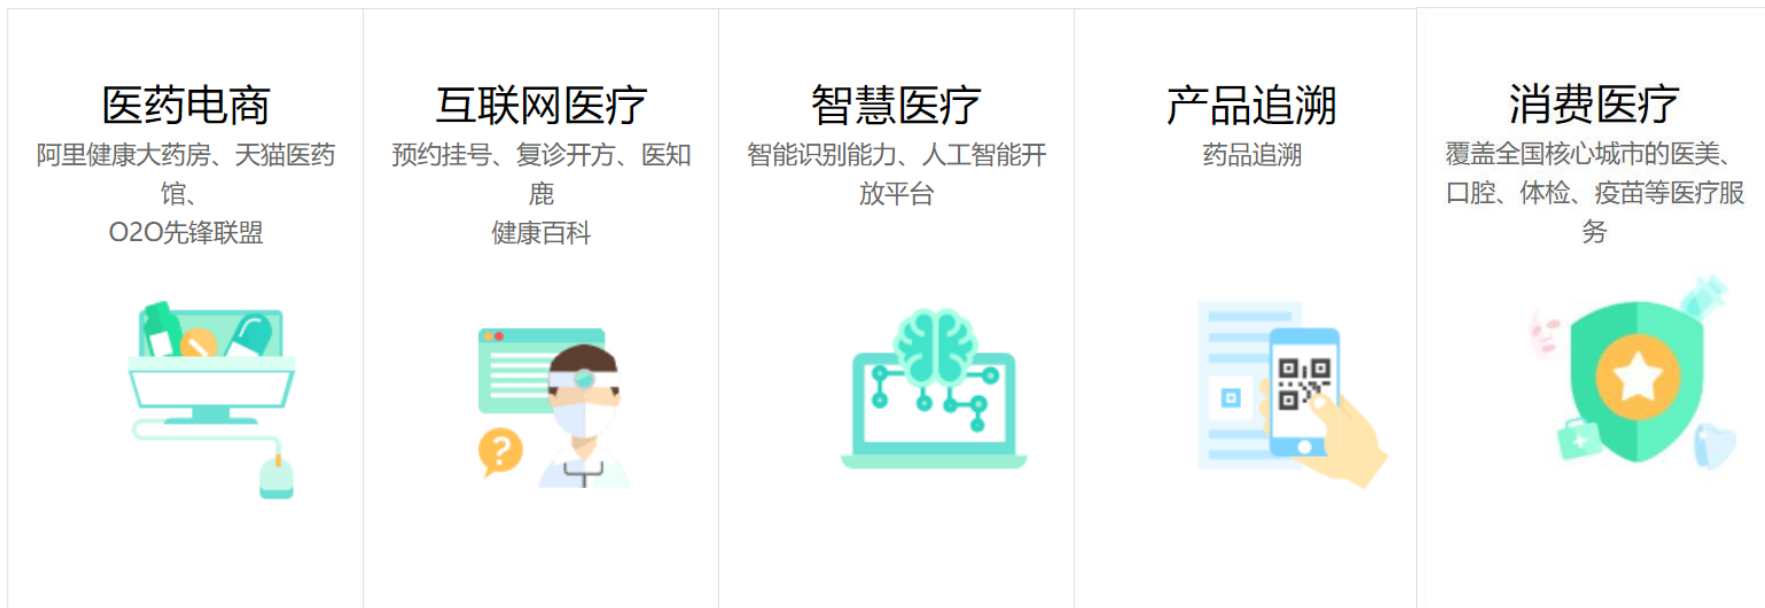 医药电商
阿里健康大药房、天猫医药
馆、
O2O先锋联盟
互联网医疗
预约挂号、复诊开方、医知
鹿
健康百科
智慧医疗
智能识别能力、人工智能开
放平台
产品追溯
药品追溯
消费医疗
覆盖全国核心城市的医美、
口腔、体检、疫苗等医疗服
务
?